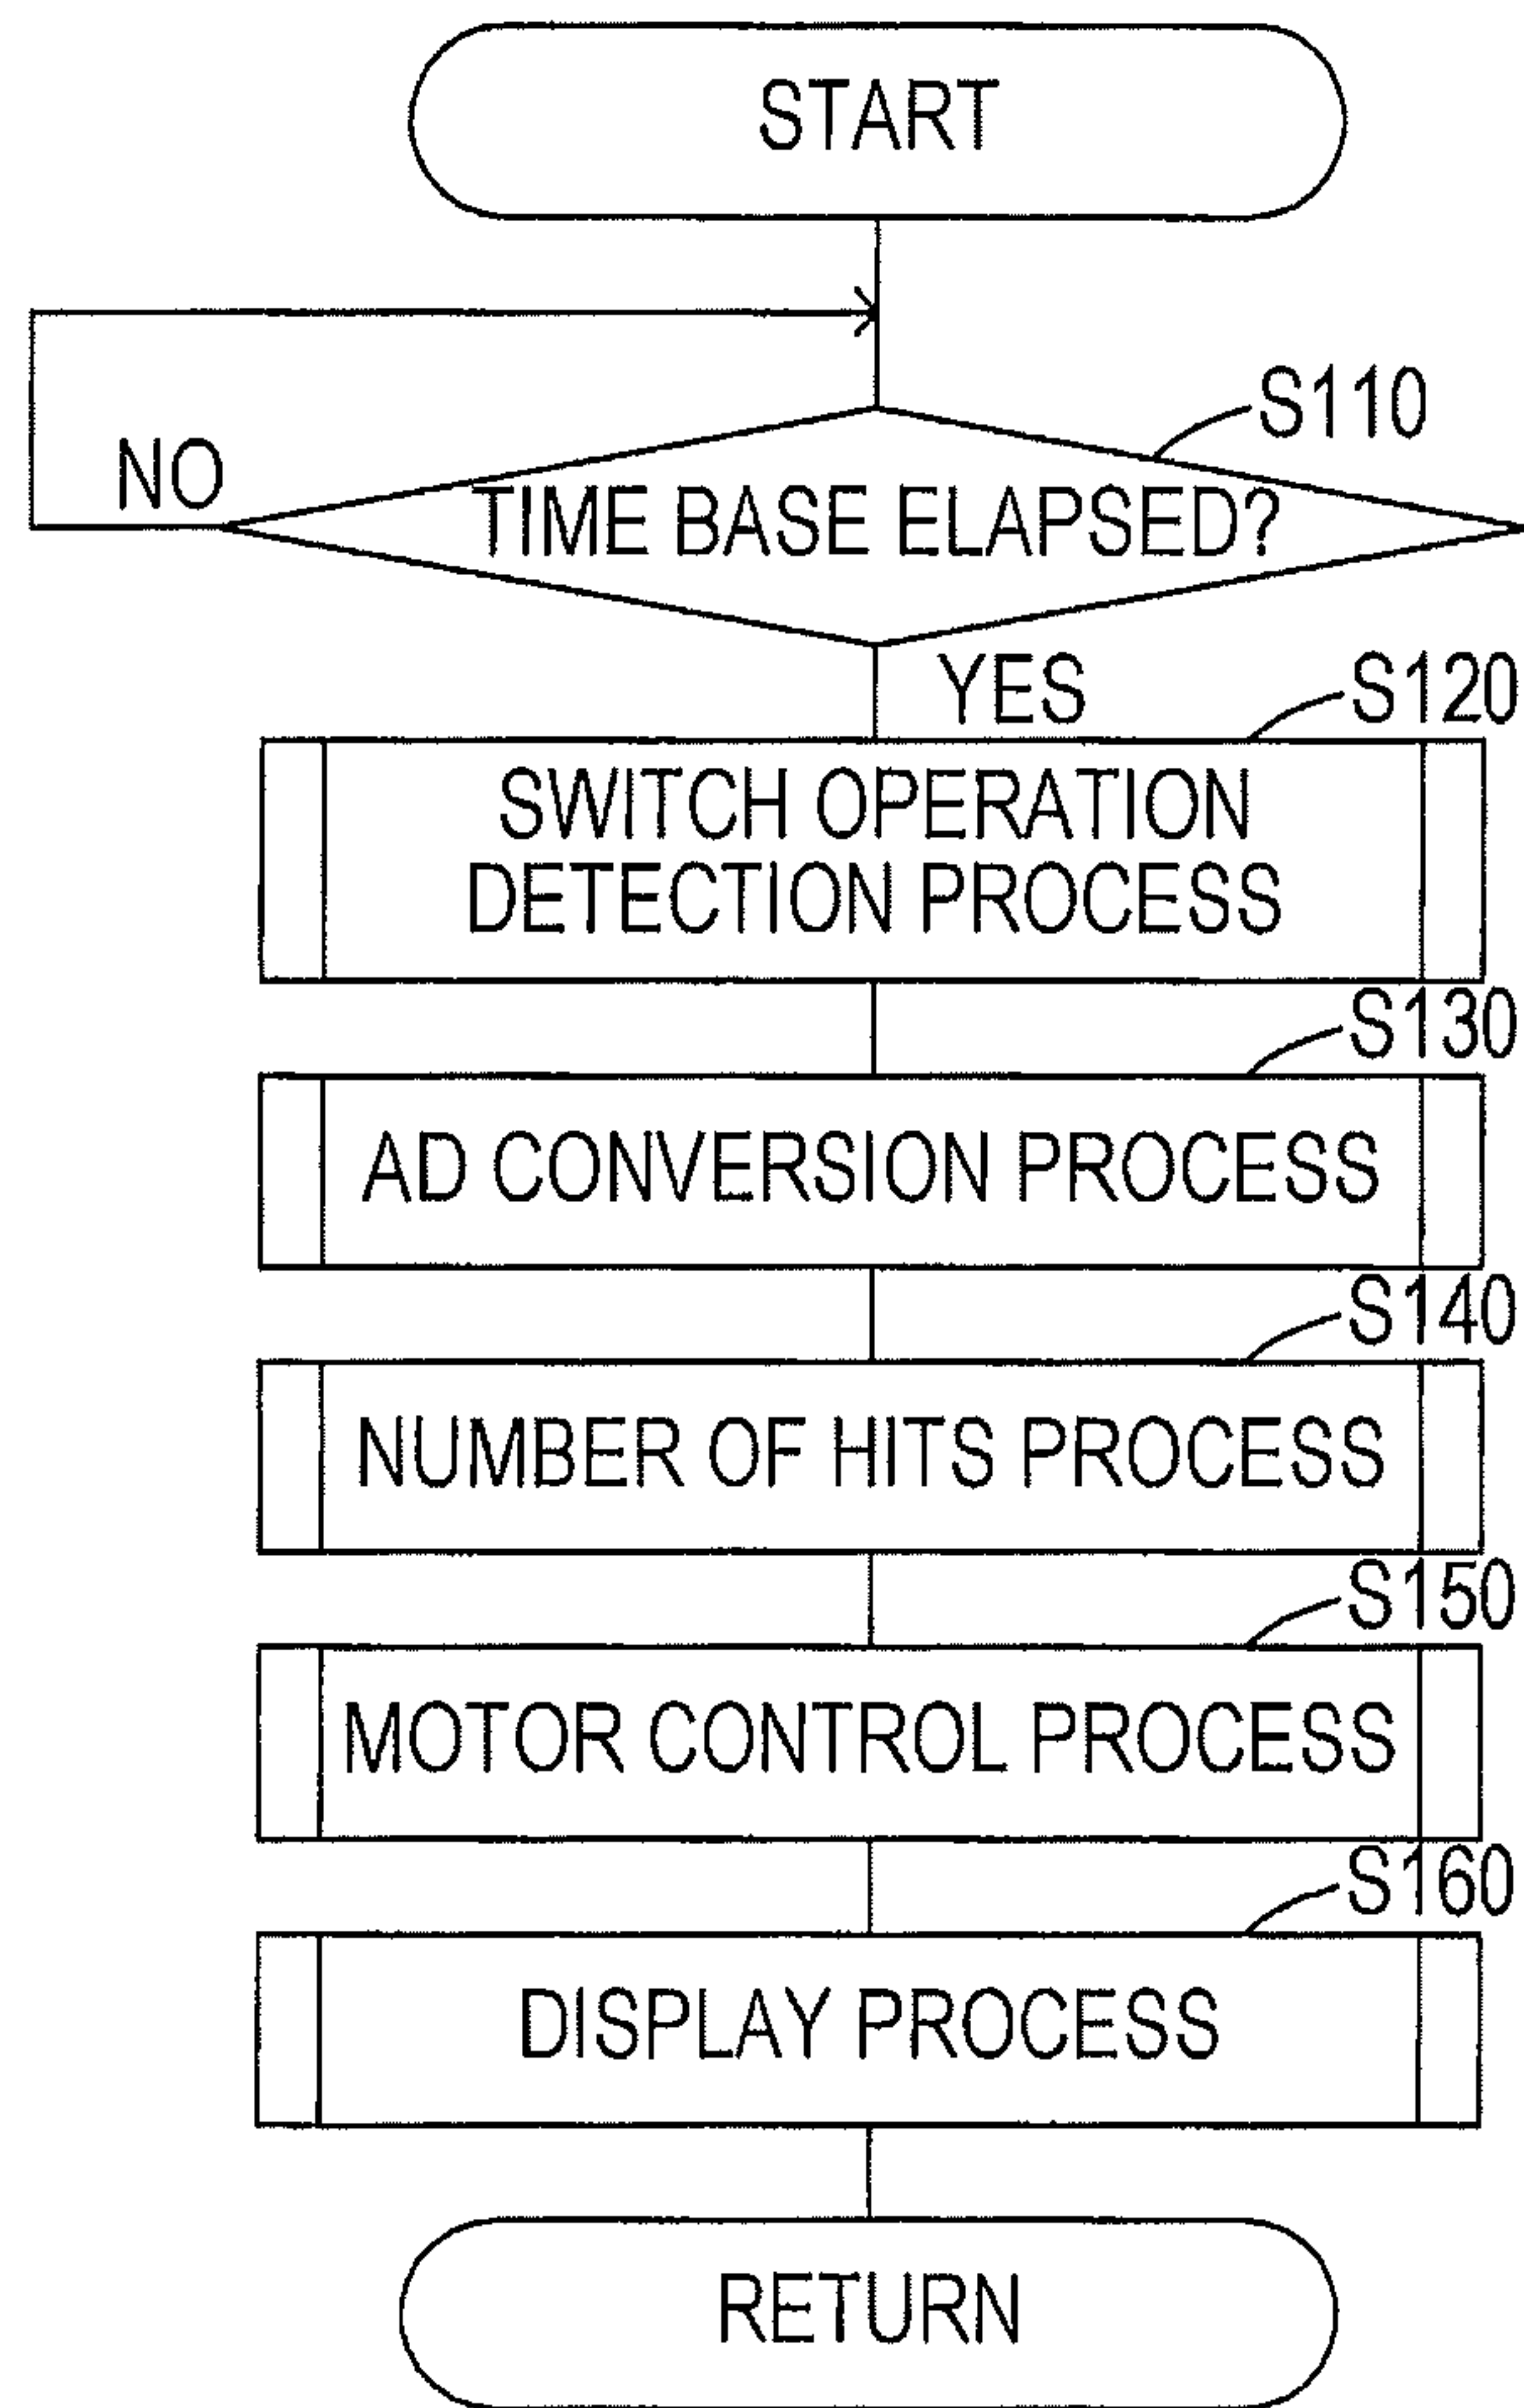 START
S110
NO
TIME BASE ELAPSED?
YES
S120
SWITCH OPERATION
DETECTION PROCESS
S130
AD CONVERSION PROCESS
S140
NUMBER OF HITS PROCESS
S150
MOTOR CONTROL PROCESS
S160
DISPLAY PROCESS
RETURN